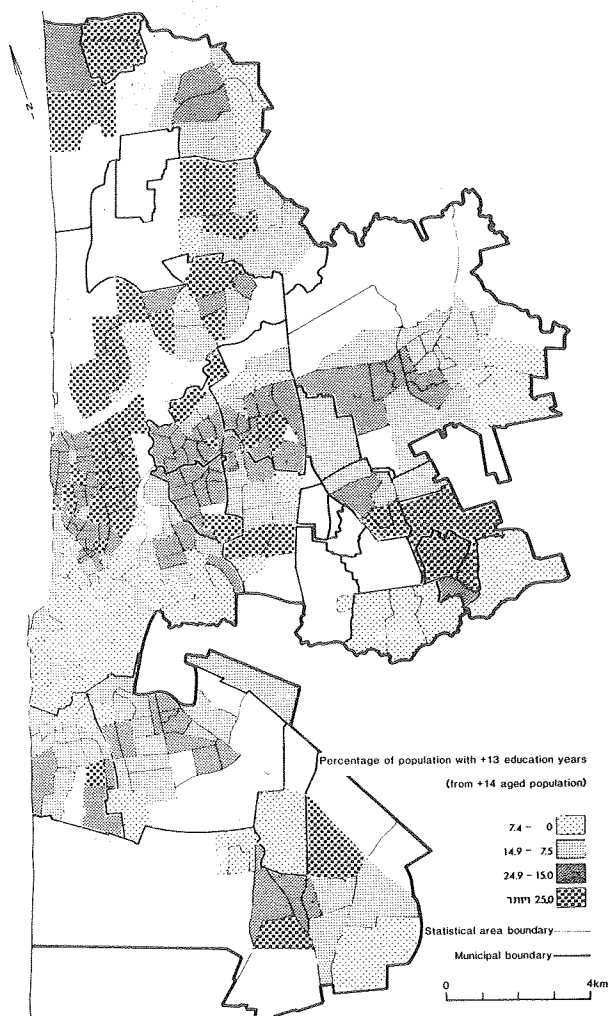 N
Percentage of population with +13 education years
(from +14 aged population)
7.4 - 0
14.9 - 7.5
24.9 - 15.0
25.0 ויותר
Statistical area boundary
Municipal boundary
0 4km